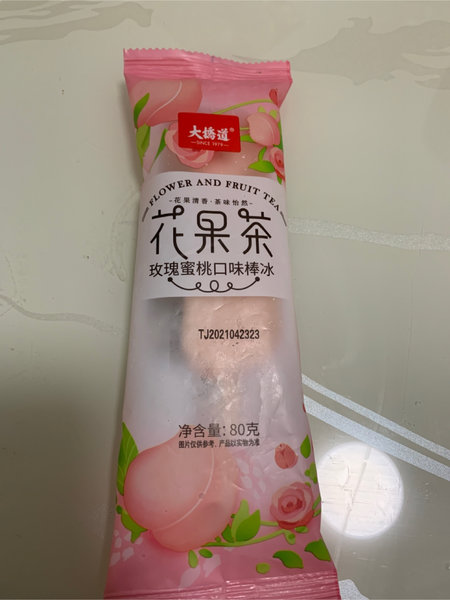 大橋道®
—SINCE 1979—
FLOWER AND FRUIT TEA
-花果清香·茶味怡然-
花果茶
玫瑰蜜桃口味棒冰
TJ2021042323
净含量:80克
图片仅供参考,产品以实物为准